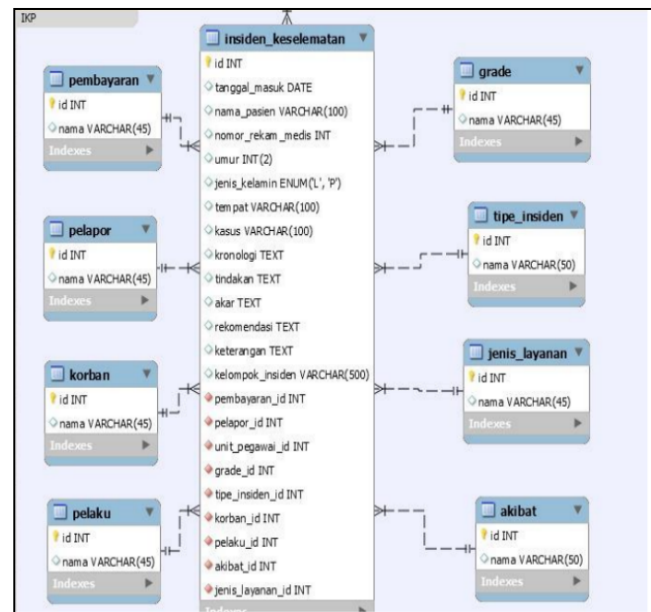 IKP
pembayaran
id INT
nama VARCHAR(45)
Indexes
pelapor
id INT
nama VARCHAR(45)
Indexes
korban
id INT
nama VARCHAR(45)
Indexes
pelaku
id INT
nama VARCHAR(45)
Indexes
insiden_keselematan
id INT
tanggal_masuk DATE
nama_pasien VARCHAR(100)
nomor_rekam_medis INT
umur INT(2)
jenis_kelamin ENUM('L', 'P')
tempat VARCHAR(100)
kasus VARCHAR(100)
kronologi TEXT
tindakan TEXT
akar TEXT
rekomendasi TEXT
keterangan TEXT
kelompok_insiden VARCHAR(500)
pembayaran_id INT
pelapor_id INT
unit_pegawai_id INT
grade_id INT
tipe_insiden_id INT
korban_id INT
pelaku_id INT
akibat_id INT
jenis_layanan_id INT
Indexes
grade
id INT
nama VARCHAR(45)
Indexes
tipe_insiden
id INT
nama VARCHAR(50)
Indexes
jenis_layanan
id INT
nama VARCHAR(45)
Indexes
akibat
id INT
nama VARCHAR(50)
Indexes